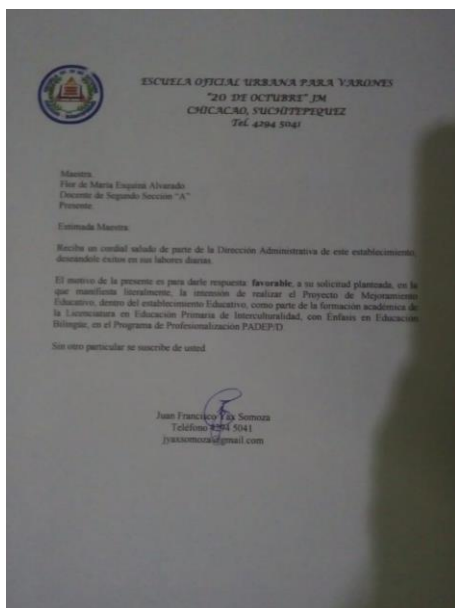 ESCUELA OFICIAL URBANA PARA VARONES
"20 DE OCTUBRE" JM
CHICACAO, SUCHITEPEQUEZ
Tel. 4294 5041
Maestra
Flor de María Esquiná Alvarado
Docente de Segundo Sección "A"
Presente.
Estimada Maestra:
Reciba un cordial saludo de parte de la Dirección Administrativa de este establecimiento,
deseándole éxitos en sus labores diarias.
El motivo de la presente es para darle respuesta: favorable, a su solicitud planteada, en la
que manifiesta literalmente, la intensión de realizar el Proyecto de Mejoramiento
Educativo, dentro del establecimiento Educativo, como parte de la formación académica de
la Licenciatura en Educación Primaria de Interculturalidad, con Énfasis en Educación
Bilingüe, en el Programa de Profesionalización PADEP/D.
Sin otro particular se suscribe de usted
Juan Francisco Yax Somoza
Teléfono 4294 5041
jyaxsomoza@gmail.com